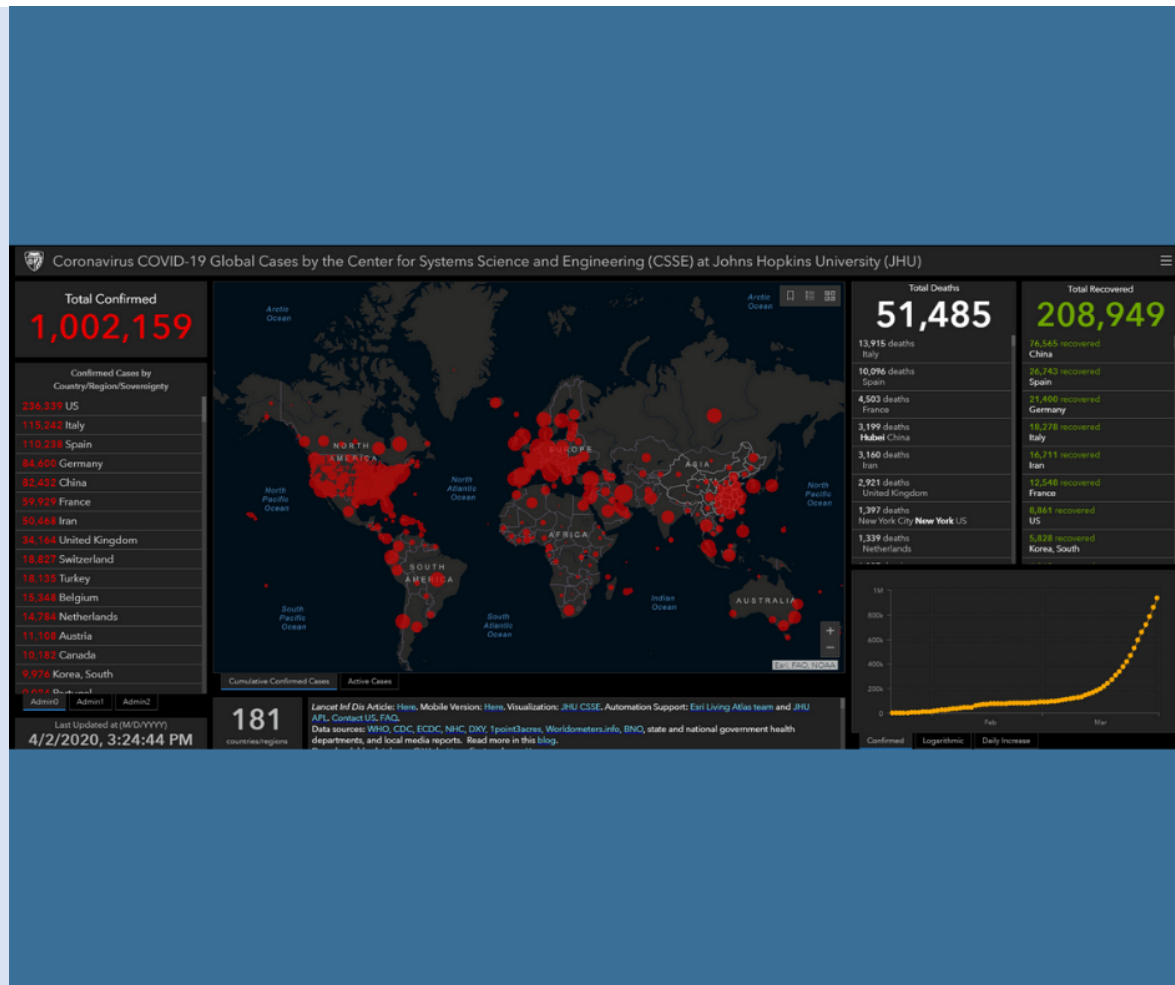 Coronavirus COVID-19 Global Cases by the Center for Systems Science and Engineering (CSSE) at Johns Hopkins University (JHU)
Total Confirmed
1,002,159
Confirmed Cases by
Country/Region/Sovereignty
236,339 US
115,242 Italy
110,238 Spain
84,600 Germany
82,432 China
59,929 France
50,468 Iran
34,164 United Kingdom
18,827 Switzerland
18,135 Turkey
15,348 Belgium
14,784 Netherlands
11,108 Austria
10,182 Canada
9,976 Korea, South
Portugal
Admin0
Admin1
Admin2
Last Updated at (M/D/YYYY)
4/2/2020, 3:24:44 PM
Arctic
Ocean
Arctic
Ocean
NORTH
AMERICA
EUROPE
ASIA
North
Pacific
Ocean
North
Atlantic
Ocean
North
Pacific
Ocean
AFRICA
SOUTH
AMERICA
Indian
Ocean
AUSTRALIA
South
Pacific
Ocean
South
Atlantic
Ocean
+
−
Esri, FAO, NOAA
Cumulative Confirmed Cases
Active Cases
181
countries/regions
Lancet Inf Dis Article: Here. Mobile Version: Here. Visualization: JHU CSSE. Automation Support: Esri Living Atlas team and JHU
APL. Contact US. FAQ.
Data sources: WHO, CDC, ECDC, NHC, DXY, 1point3acres, Worldometers.info, BNO, state and national government health
departments, and local media reports. Read more in this blog.
Total Deaths
51,485
13,915 deaths
Italy
10,096 deaths
Spain
4,503 deaths
France
3,199 deaths
Hubei China
3,160 deaths
Iran
2,921 deaths
United Kingdom
1,397 deaths
New York City New York US
1,339 deaths
Netherlands
Total Recovered
208,949
76,565 recovered
China
26,743 recovered
Spain
21,400 recovered
Germany
18,278 recovered
Italy
16,711 recovered
Iran
12,548 recovered
France
8,861 recovered
US
5,828 recovered
Korea, South
1M
800k
600k
400k
200k
0
Feb
Mar
Confirmed
Logarithmic
Daily Increase